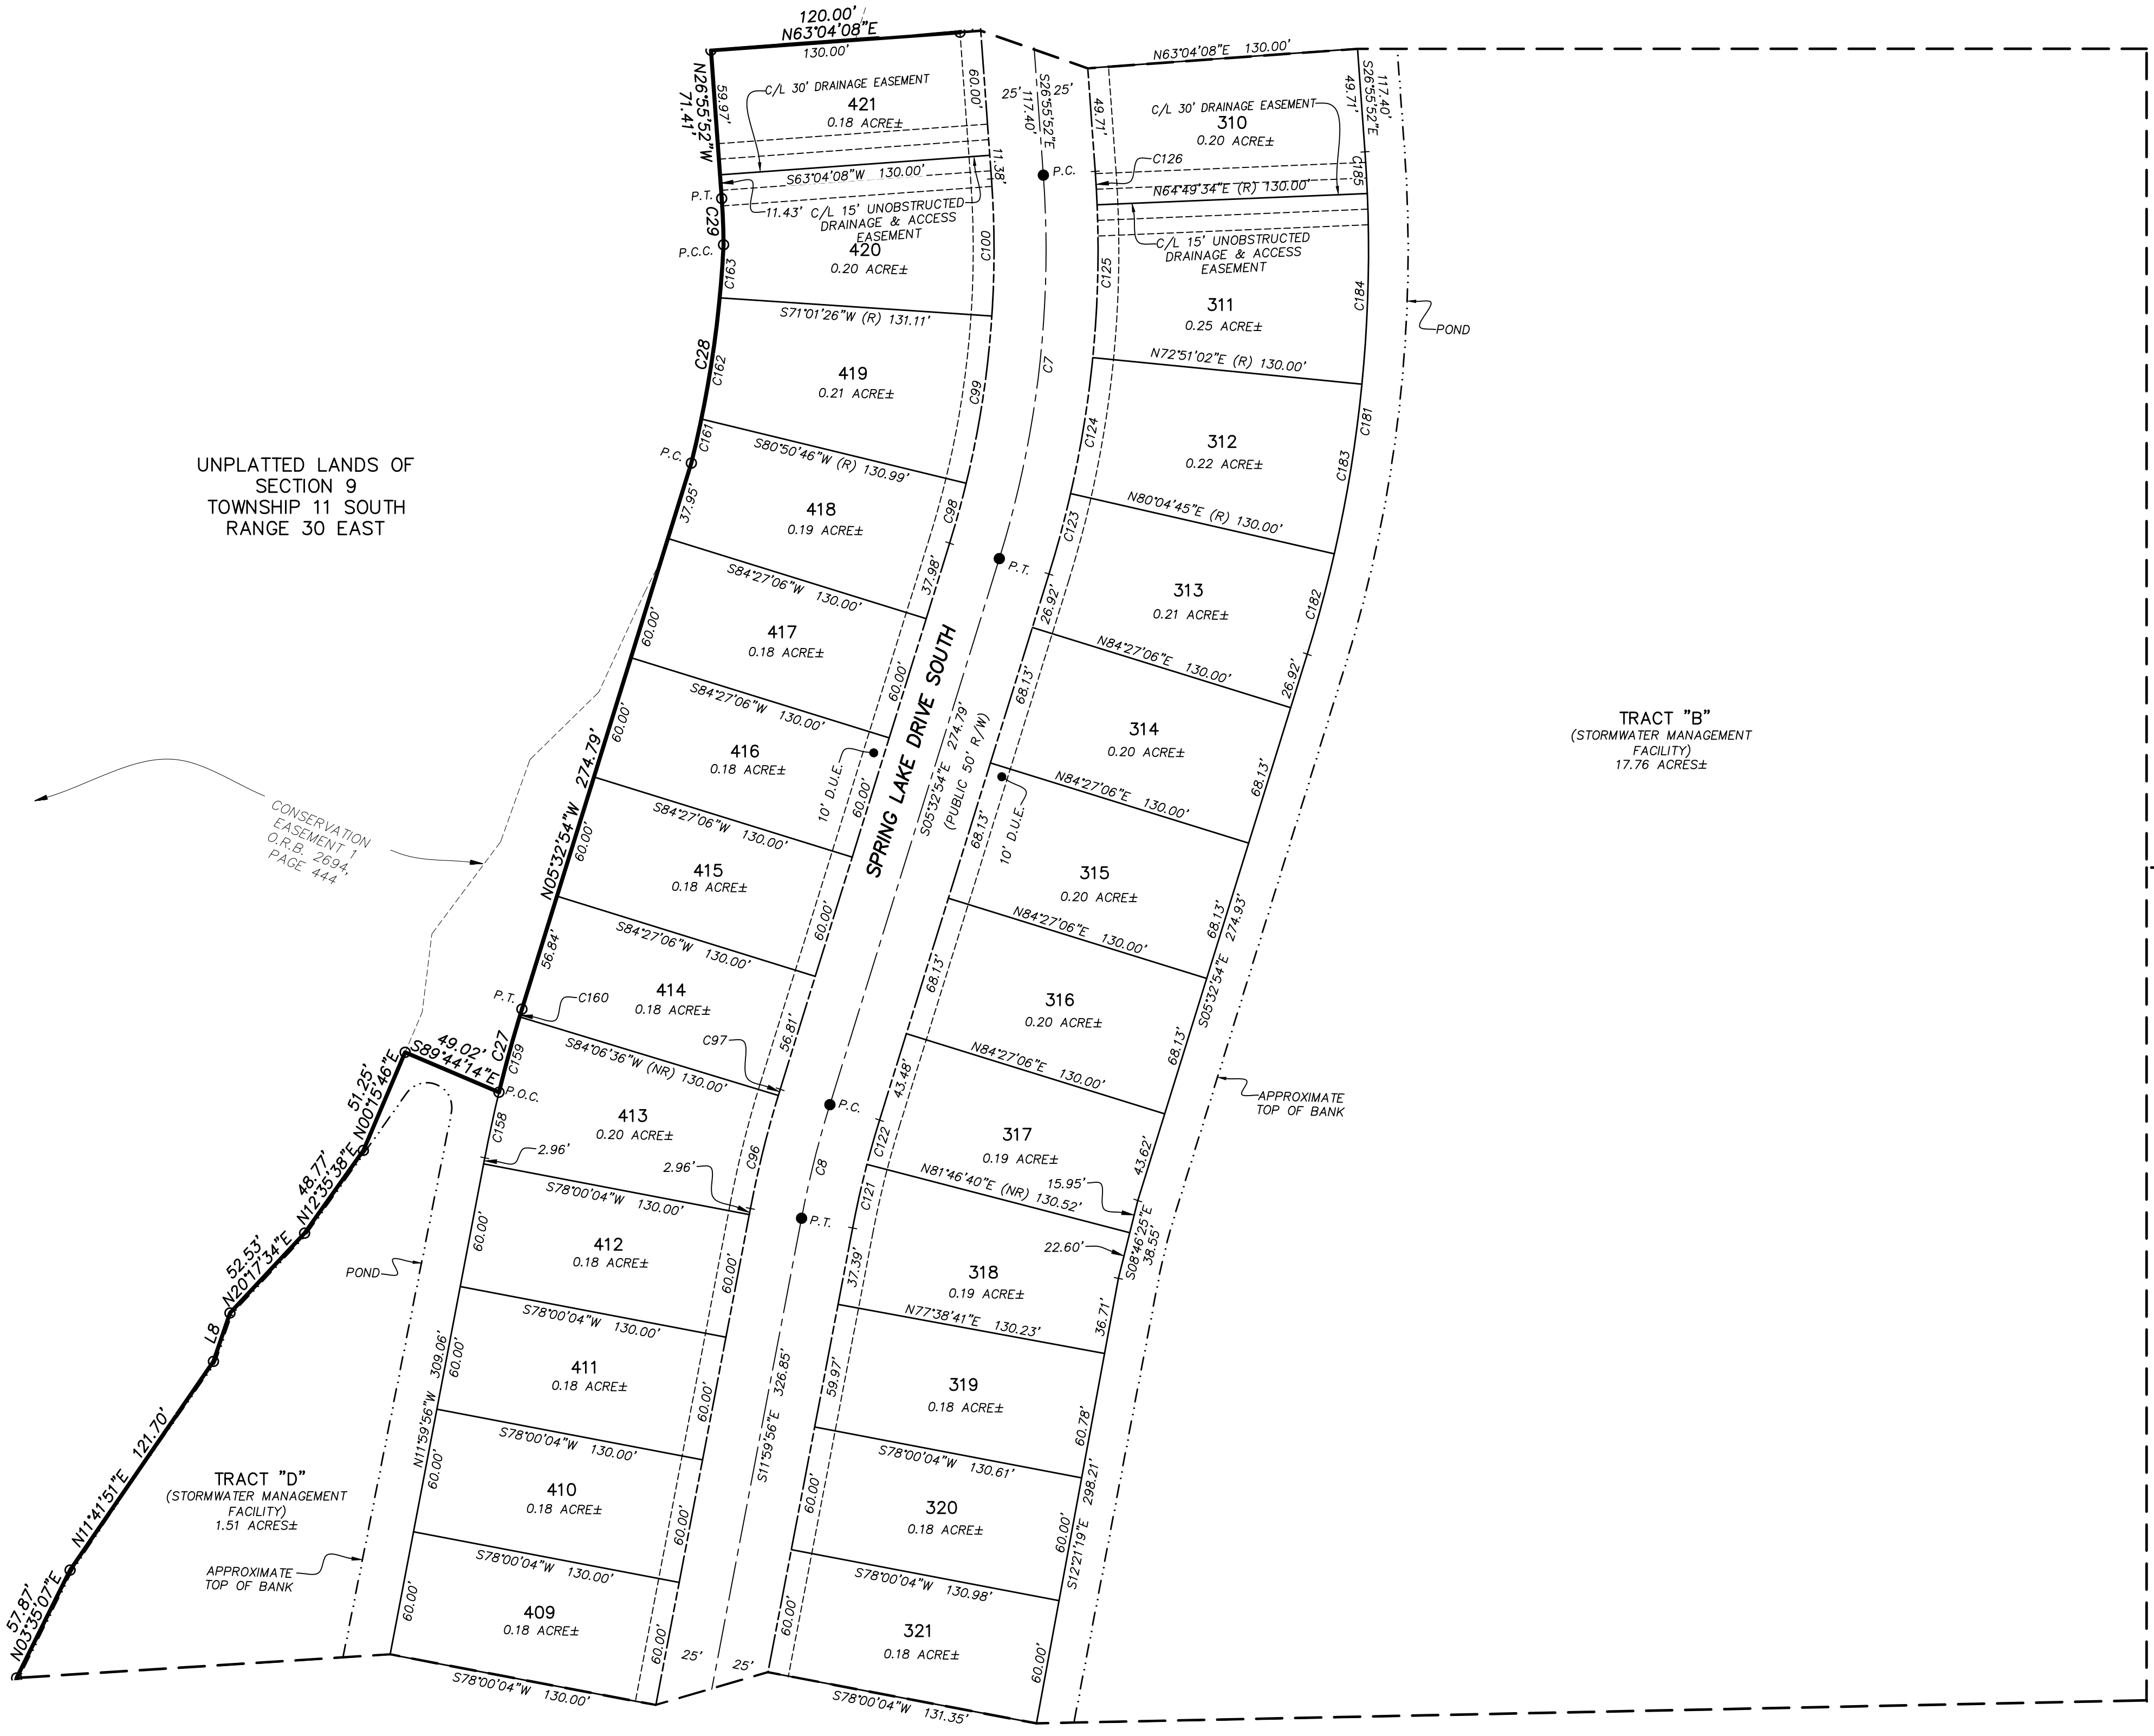 120.00'
N63°04'08"E
130.00'
N26°55'52"W
71.41'
59.97'
C/L 30' DRAINAGE EASEMENT
421
0.18 ACRE±
60.00'
S63°04'08"W 130.00'
11.38'
P.T.
C29
11.43' C/L 15' UNOBSTRUCTED
DRAINAGE & ACCESS
EASEMENT
P.C.C.
C163
420
0.20 ACRE±
C100
S71°01'26"W (R) 131.11'
C28
C162
419
0.21 ACRE±
C99
C161
P.C.
S80°50'46"W (R) 130.99'
37.95'
418
0.19 ACRE±
C98
37.98'
S84°27'06"W 130.00'
60.00'
417
0.18 ACRE±
60.00'
S84°27'06"W 130.00'
60.00'
416
0.18 ACRE±
10' D.U.E.
60.00'
N05°32'54"W 274.79'
S84°27'06"W 130.00'
60.00'
415
0.18 ACRE±
60.00'
S84°27'06"W 130.00'
56.84'
P.T.
C160
414
0.18 ACRE±
56.81'
C97
S84°06'36"W (NR) 130.00'
C27
C159
P.O.C.
C158
413
0.20 ACRE±
C96
2.96'
2.96'
S78°00'04"W 130.00'
60.00'
412
0.18 ACRE±
60.00'
S78°00'04"W 130.00'
N11°59'56"W 309.06'
60.00'
411
0.18 ACRE±
60.00'
S78°00'04"W 130.00'
60.00'
410
0.18 ACRE±
60.00'
S78°00'04"W 130.00'
60.00'
409
0.18 ACRE±
60.00'
S78°00'04"W 130.00'
UNPLATTED LANDS OF
SECTION 9
TOWNSHIP 11 SOUTH
RANGE 30 EAST
CONSERVATION
EASEMENT 1
O.R.B. 2694,
PAGE 444
49.02'
S89°44'14"E
51.25'
N00°15'46"E
48.77'
N12°35'38"E
52.53'
N20°17'34"E
L8
N11°41'51"E 121.70'
57.87'
N03°35'07"E
POND
TRACT "D"
(STORMWATER MANAGEMENT
FACILITY)
1.51 ACRES±
APPROXIMATE
TOP OF BANK
25' 25'
S26°55'52"E
117.40'
P.C.
C7
P.T.
SPRING LAKE DRIVE SOUTH
S05°32'54"E 274.79'
(PUBLIC 50' R/W)
P.C.
C8
P.T.
S11°59'56"E 326.85'
25' 25'
N63°04'08"E 130.00'
49.71'
C/L 30' DRAINAGE EASEMENT
310
0.20 ACRE±
117.40'
S26°55'52"E
49.71'
C126
C185
N64°49'34"E (R) 130.00'
C/L 15' UNOBSTRUCTED
DRAINAGE & ACCESS
EASEMENT
C125
311
0.25 ACRE±
C184
POND
N72°51'02"E (R) 130.00'
C124
312
0.22 ACRE±
C181
C183
N80°04'45"E (R) 130.00'
C123
26.92'
313
0.21 ACRE±
C182
26.92'
N84°27'06"E 130.00'
68.13'
314
0.20 ACRE±
68.13'
N84°27'06"E 130.00'
10' D.U.E.
68.13'
315
0.20 ACRE±
68.13'
S05°32'54"E 274.93'
N84°27'06"E 130.00'
68.13'
316
0.20 ACRE±
68.13'
N84°27'06"E 130.00'
43.48'
C122
317
0.19 ACRE±
43.62'
APPROXIMATE
TOP OF BANK
N81°46'40"E (NR) 130.52'
15.95'
S08°46'25"E
38.55'
22.60'
C121
37.39'
318
0.19 ACRE±
36.71'
N77°38'41"E 130.23'
59.97'
319
0.18 ACRE±
60.78'
S78°00'04"W 130.61'
60.00'
320
0.18 ACRE±
60.00'
S12°21'19"E 298.21'
S78°00'04"W 130.98'
60.00'
321
0.18 ACRE±
60.00'
S78°00'04"W 131.35'
TRACT "B"
(STORMWATER MANAGEMENT
FACILITY)
17.76 ACRES±